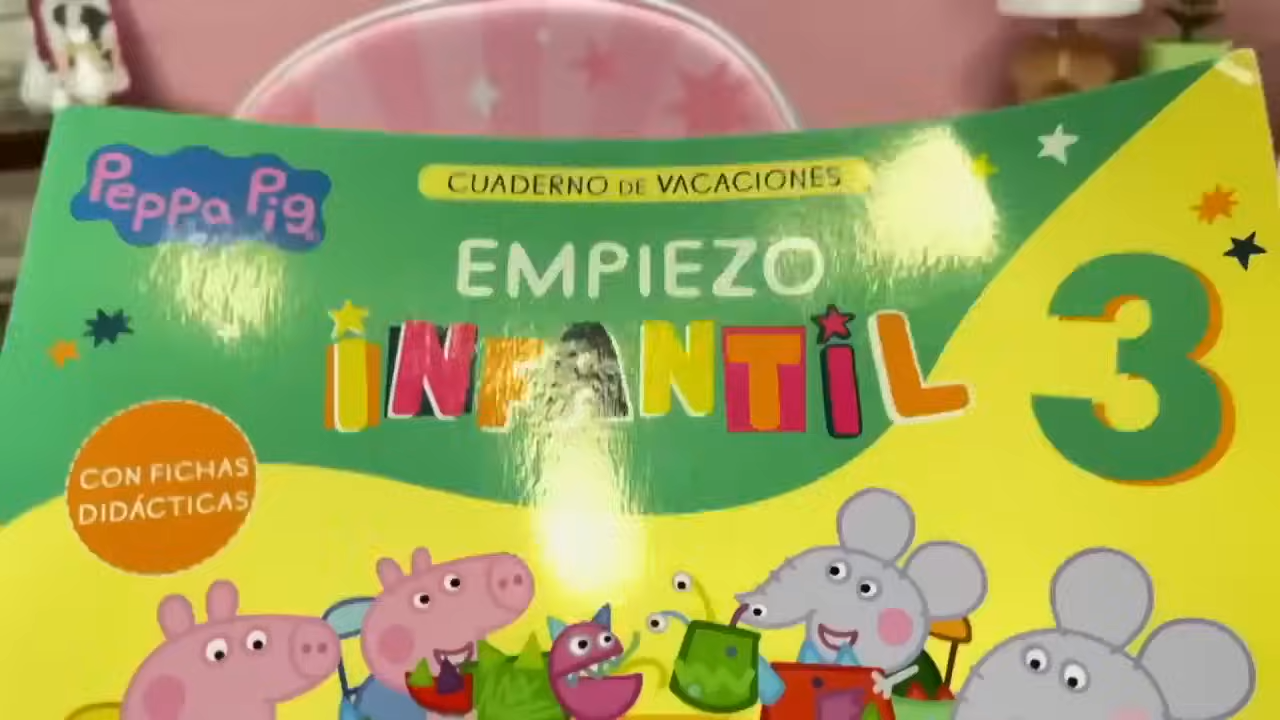 Peppa Pig
CUADERNO DE VACACIONES
EMPIEZO
INFANTIL
3
CON FICHAS
DIDÁCTICAS